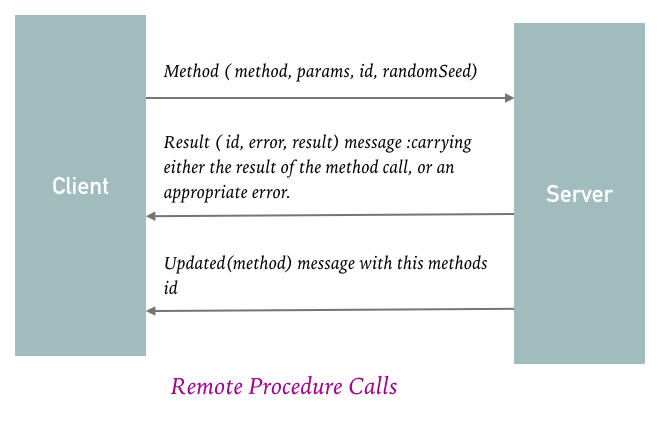 Method ( method, params, id, randomSeed)
Result ( id, error, result) message :carrying
either the result of the method call, or an
appropriate error.
Client
Server
Updated(method) message with this methods
id
Remote Procedure Calls